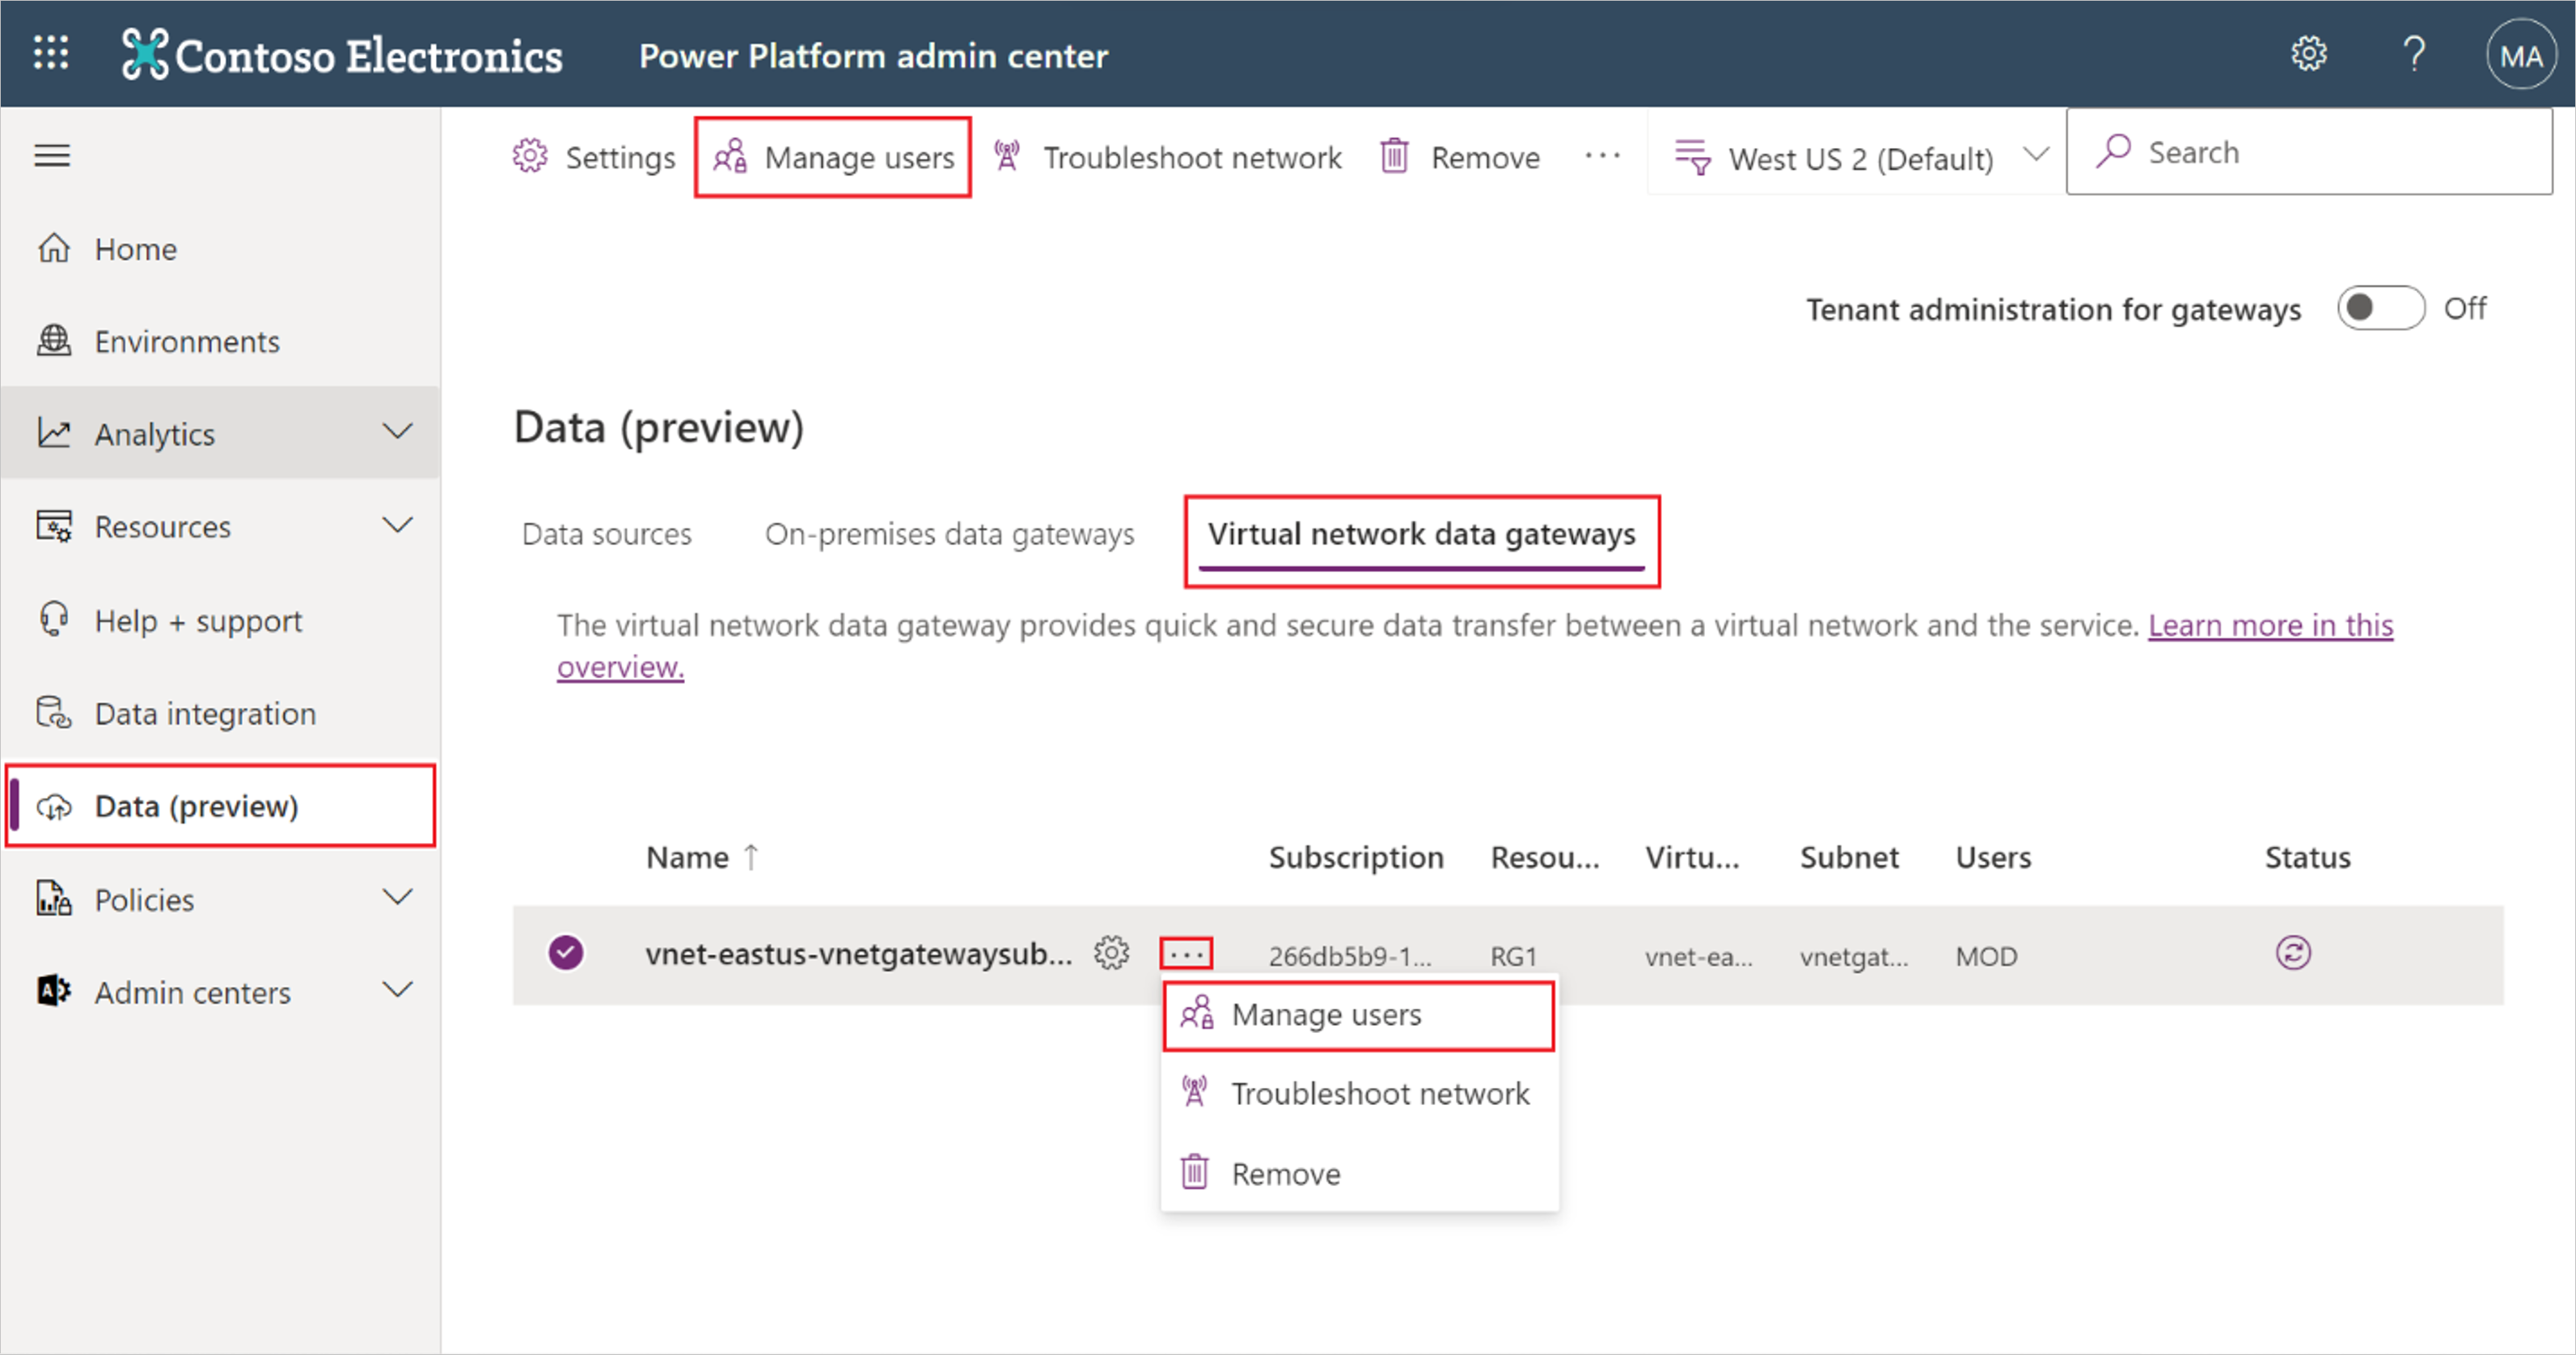 Contoso Electronics
Power Platform admin center
?
MA
Settings
Manage users
Troubleshoot network
Remove
...
West US 2 (Default)
Search
Home
Environments
Analytics
Resources
Help + support
Data integration
Data (preview)
Policies
Admin centers
Tenant administration for gateways
Off
Data (preview)
Data sources
On-premises data gateways
Virtual network data gateways
The virtual network data gateway provides quick and secure data transfer between a virtual network and the service. Learn more in this
overview.
Name ↑
Subscription
Resou...
Virtu...
Subnet
Users
Status
vnet-eastus-vnetgatewaysub...
...
266db5b9-1...
RG1
vnet-ea...
vnetgat...
MOD
Manage users
Troubleshoot network
Remove